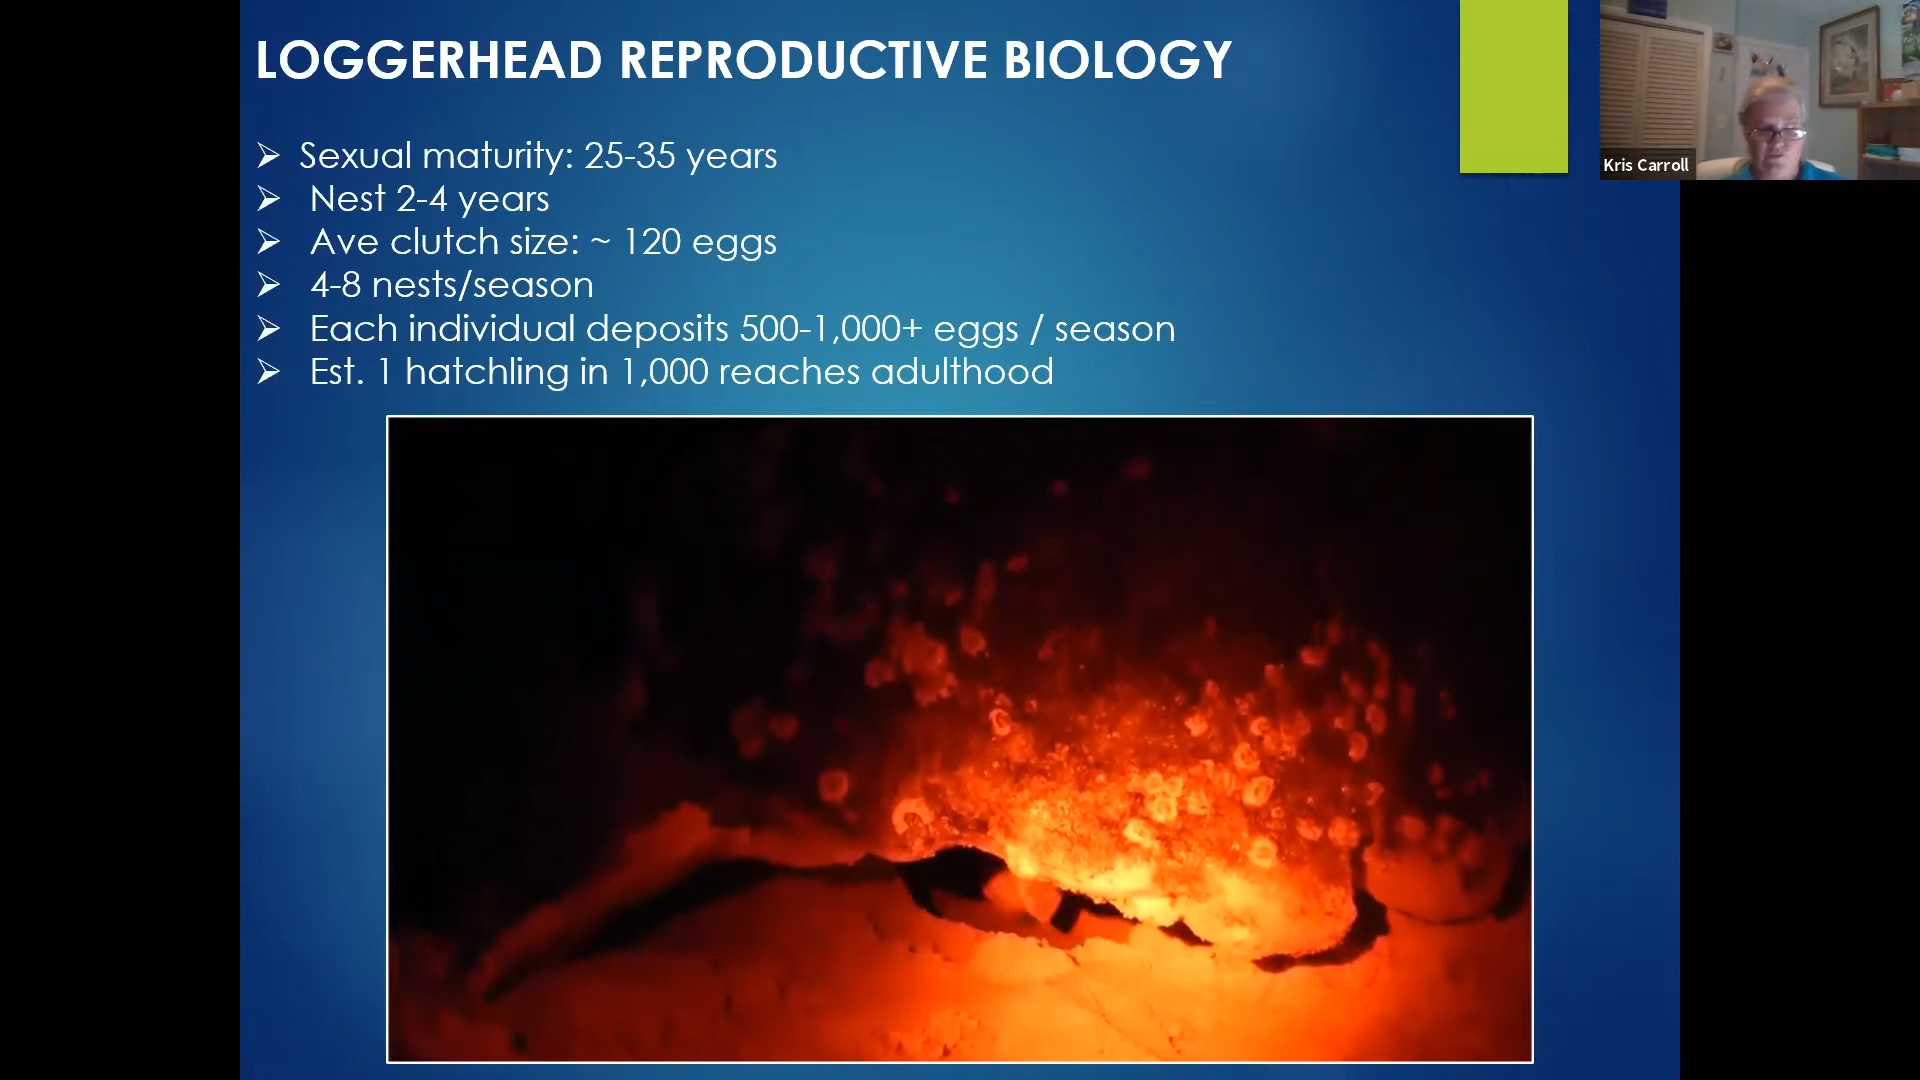 LOGGERHEAD REPRODUCTIVE BIOLOGY
Sexual maturity: 25-35 years
Nest 2-4 years
Ave clutch size: ~ 120 eggs
4-8 nests/season
Each individual deposits 500-1,000+ eggs / season
Est. 1 hatchling in 1,000 reaches adulthood
Kris Carroll